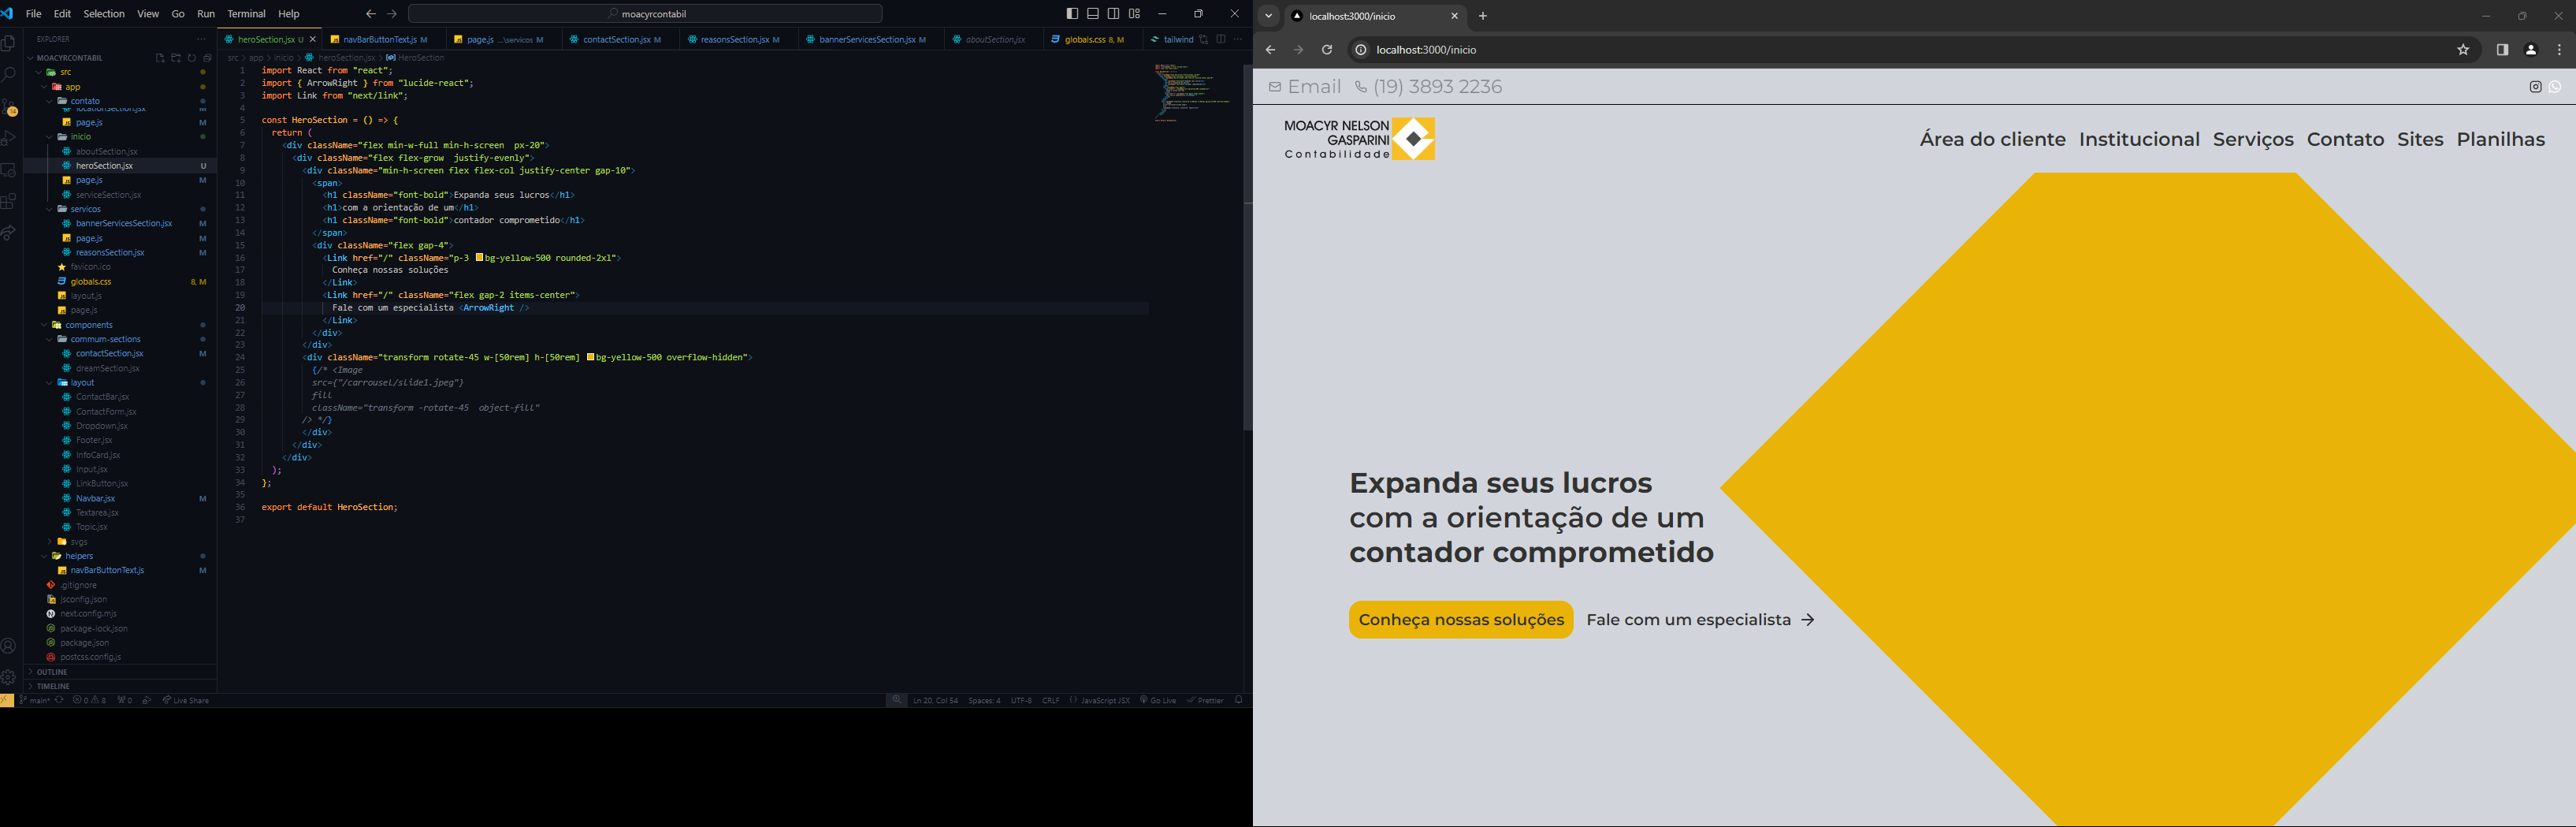 File Edit Selection View Go Run Terminal Help
moacyrcontabil
EXPLORER
MOACYRCONTABIL
src
app
contato
locationSection.jsx
page.js M
inicio
aboutSection.jsx
heroSection.jsx U
page.js M
serviceSection.jsx
servicos
bannerServicesSection.jsx M
page.js M
reasonsSection.jsx M
favicon.ico
globals.css 8, M
layout.js
page.js
components
commum-sections
contactSection.jsx M
dreamSection.jsx
layout
ContactBar.jsx
ContactForm.jsx
Dropdown.jsx
Footer.jsx
InfoCard.jsx
Input.jsx
LinkButton.jsx
Navbar.jsx M
Textarea.jsx
Topic.jsx
svgs
helpers
navBarButtonText.js M
.gitignore
jsconfig.json
next.config.mjs
package-lock.json
package.json
postcss.config.js
OUTLINE
TIMELINE
heroSection.jsx U
navBarButtonText.js M
page.js ...\servicos M
contactSection.jsx M
reasonsSection.jsx M
bannerServicesSection.jsx M
aboutSection.jsx
globals.css 8, M
tailwind
src > app > inicio > heroSection.jsx > HeroSection
1 import React from "react";
2 import { ArrowRight } from "lucide-react";
3 import Link from "next/link";
4
5 const HeroSection = () => {
6 return (
7 <div className="flex min-w-full min-h-screen  px-20">
8 <div className="flex flex-grow  justify-evenly">
9 <div className="min-h-screen flex flex-col justify-center gap-10">
10 <span>
11 <h1 className="font-bold">Expanda seus lucros</h1>
12 <h1>com a orientação de um</h1>
13 <h1 className="font-bold">contador comprometido</h1>
14 </span>
15 <div className="flex gap-4">
16 <Link href="/" className="p-3 bg-yellow-500 rounded-2xl">
17 Conheça nossas soluções
18 </Link>
19 <Link href="/" className="flex gap-2 items-center">
20 Fale com um especialista <ArrowRight />
21 </Link>
22 </div>
23 </div>
24 <div className="transform rotate-45 w-[50rem] h-[50rem] bg-yellow-500 overflow-hidden">
25 {/* <Image
26 src={"/carrousel/slide1.jpeg"}
27 fill
28 className="transform -rotate-45  object-fill"
29 /> */}
30 </div>
31 </div>
32 </div>
33 );
34 };
35
36 export default HeroSection;
37
main* 0 8 0 Live Share
Ln 20, Col 54 Spaces: 4 UTF-8 CRLF { } JavaScript JSX Go Live Prettier
localhost:3000/inicio
localhost:3000/inicio
Email (19) 3893 2236
MOACYR NELSON
GASPARINI
Contabilidade
Área do cliente Institucional Serviços Contato Sites Planilhas
Expanda seus lucros
com a orientação de um
contador comprometido
Conheça nossas soluções Fale com um especialista →